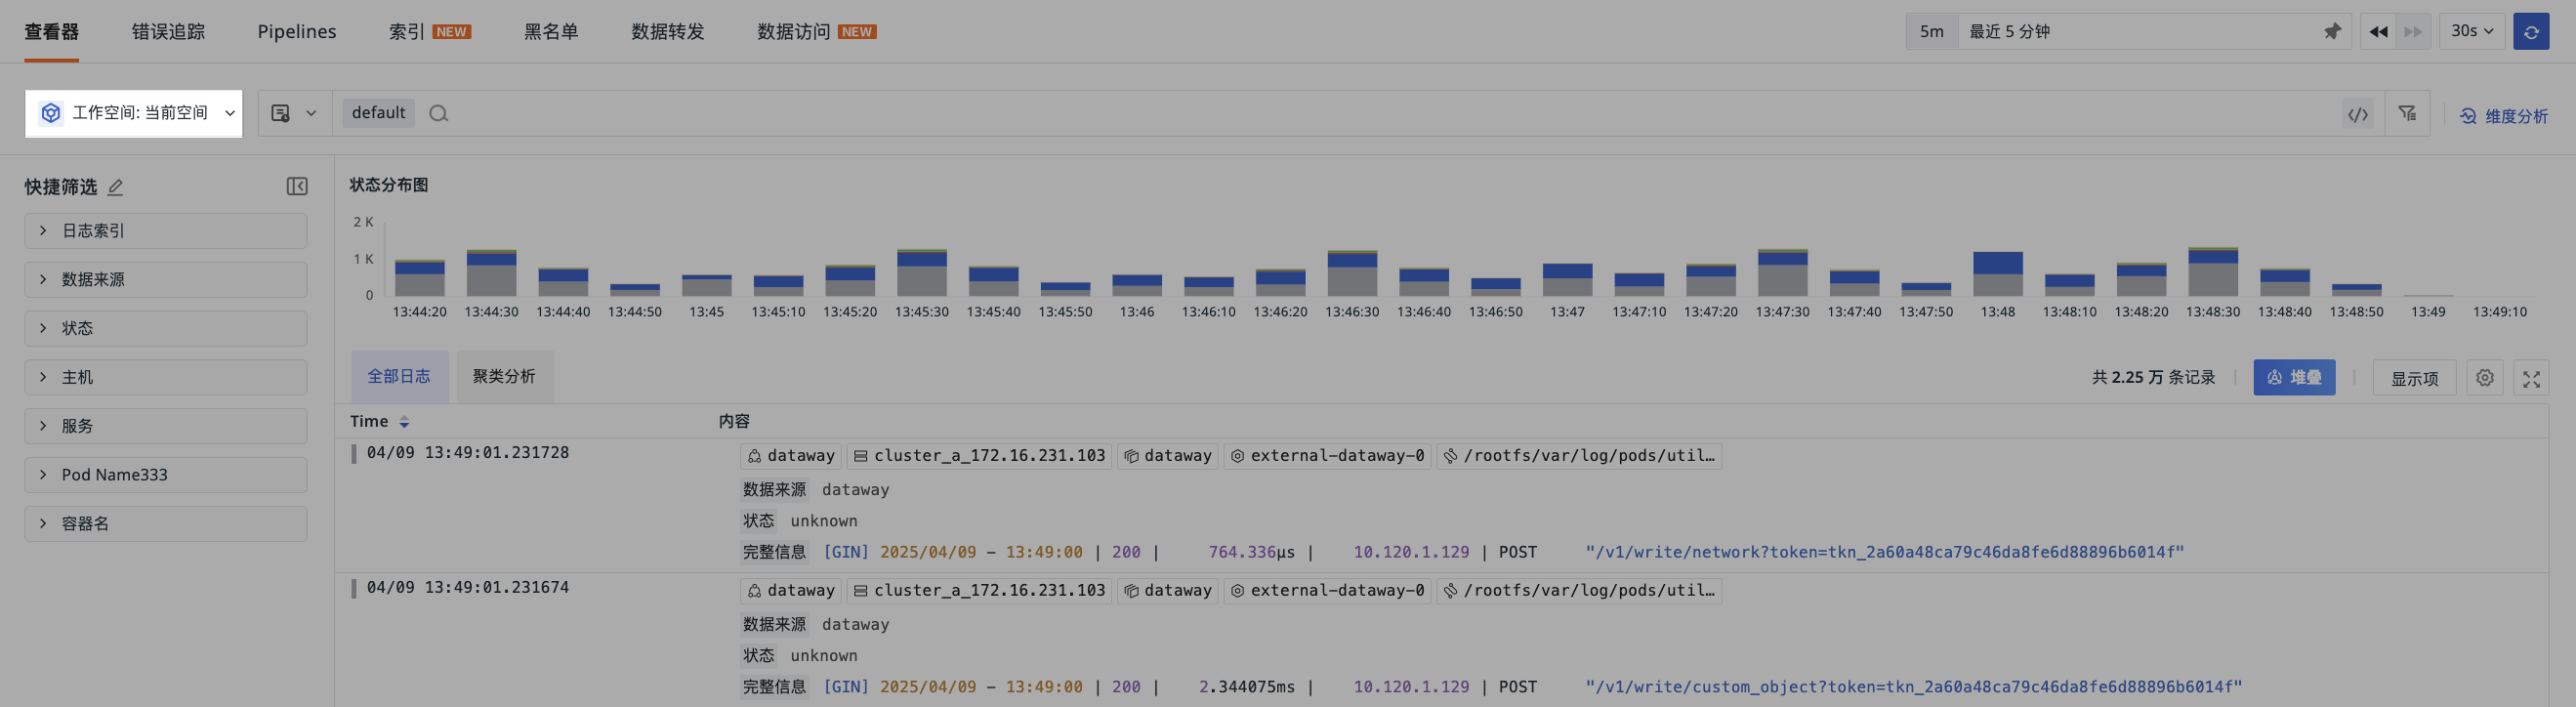 查看器 错误追踪 Pipelines 索引 NEW 黑名单 数据转发 数据访问 NEW 5m 最近 5 分钟 30s
工作空间: 当前空间 default 维度分析
快捷筛选
日志索引
数据来源
状态
主机
服务
Pod Name333
容器名
状态分布图
2 K
1 K
0
13:44:20 13:44:30 13:44:40 13:44:50 13:45 13:45:10 13:45:20 13:45:30 13:45:40 13:45:50 13:46 13:46:10 13:46:20 13:46:30 13:46:40 13:46:50 13:47 13:47:10 13:47:20 13:47:30 13:47:40 13:47:50 13:48 13:48:10 13:48:20 13:48:30 13:48:40 13:48:50 13:49 13:49:10
全部日志 聚类分析 共 2.25 万 条记录 堆叠 显示项
Time 内容
04/09 13:49:01.231728 dataway cluster_a_172.16.231.103 dataway external-dataway-0 /rootfs/var/log/pods/util…
数据来源 dataway
状态 unknown
完整信息 [GIN] 2025/04/09 - 13:49:00 | 200 | 764.336µs | 10.120.1.129 | POST "/v1/write/network?token=tkn_2a60a48ca79c46da8fe6d88896b6014f"
04/09 13:49:01.231674 dataway cluster_a_172.16.231.103 dataway external-dataway-0 /rootfs/var/log/pods/util…
数据来源 dataway
状态 unknown
完整信息 [GIN] 2025/04/09 - 13:49:00 | 200 | 2.344075ms | 10.120.1.129 | POST "/v1/write/custom_object?token=tkn_2a60a48ca79c46da8fe6d88896b6014f"